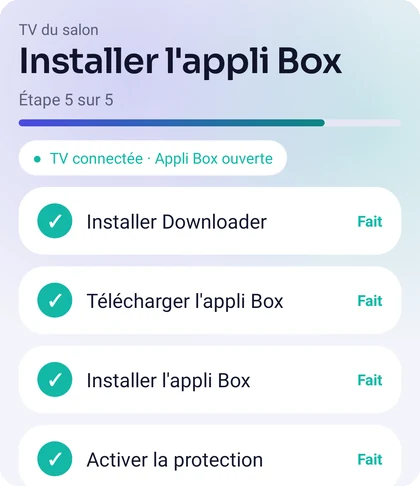 TV du salon
Installer l'appli Box
Étape 5 sur 5
TV connectée · Appli Box ouverte
✓ Installer Downloader Fait
✓ Télécharger l'appli Box Fait
✓ Installer l'appli Box Fait
✓ Activer la protection Fait